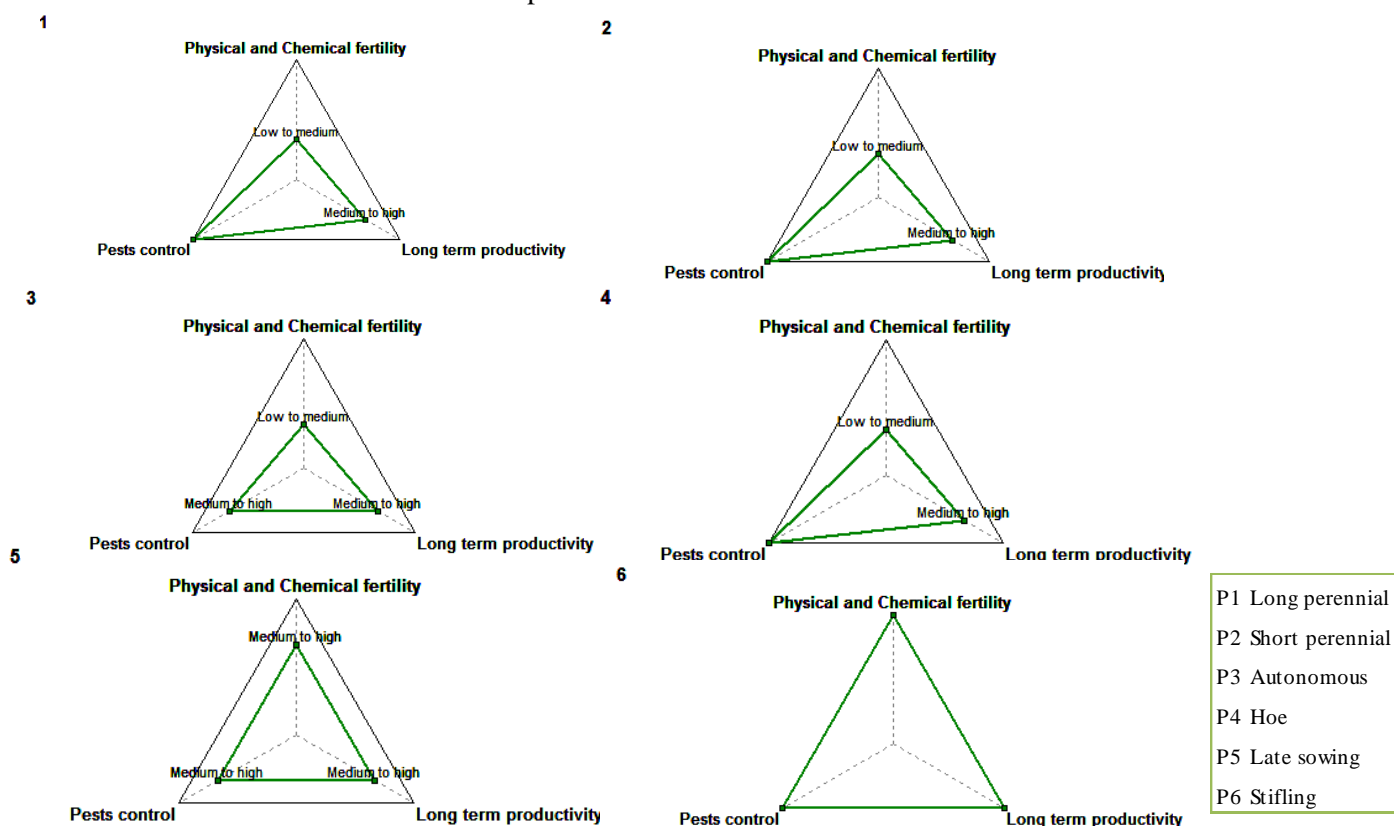 1
Physical and Chemical fertility
Low to medium
Medium to high
Pests control
Long term productivity
2
Physical and Chemical fertility
Low to medium
Medium to high
Pests control
Long term productivity
3
Physical and Chemical fertility
Low to medium
Medium to high
Medium to high
Pests control
Long term productivity
4
Physical and Chemical fertility
Low to medium
Medium to high
Pests control
Long term productivity
5
Physical and Chemical fertility
Medium to high
Medium to high
Medium to high
Pests control
Long term productivity
6
Physical and Chemical fertility
Pests control
Long term productivity
P1 Long perennial
P2 Short perennial
P3 Autonomous
P4 Hoe
P5 Late sowing
P6 Stifling